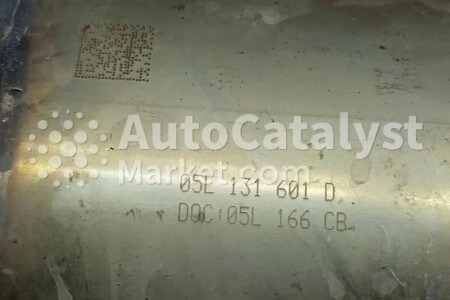 AutoCatalyst
Market.com
05E 131 601 D
DOC 05L 166 CB